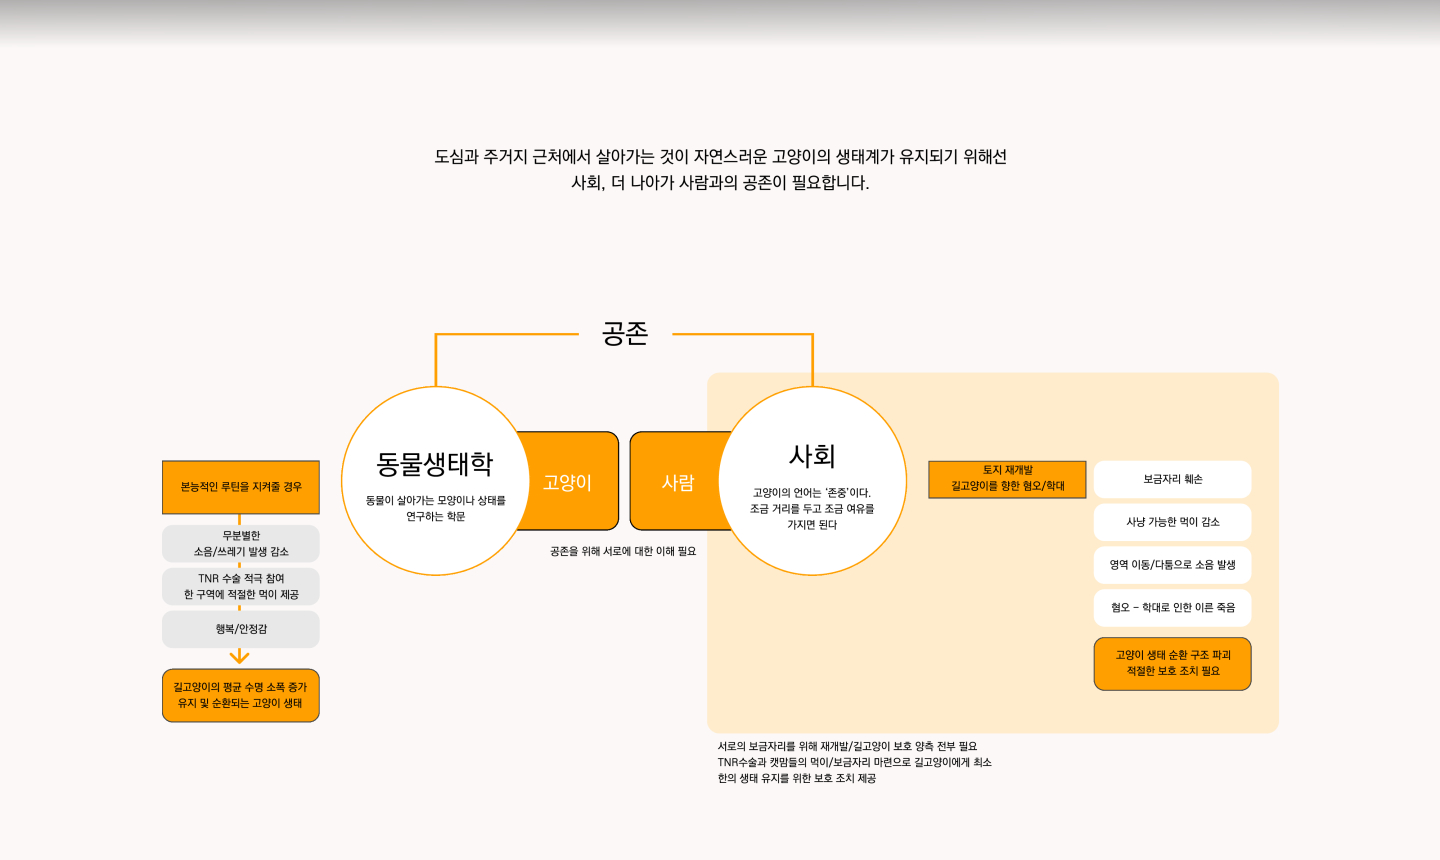 도심과 주거지 근처에서 살아가는 것이 자연스러운 고양이의 생태계가 유지되기 위해선
사회, 더 나아가 사람과의 공존이 필요합니다.
공존
본능적인 루틴을 지켜줄 경우
무분별한
소음/쓰레기 발생 감소
TNR 수술 적극 참여
한 구역에 적절한 먹이 제공
행복/안정감
길고양이의 평균 수명 소폭 증가
유지 및 순환되는 고양이 생태
동물생태학
동물이 살아가는 모양이나 상태를
연구하는 학문
고양이
사람
공존을 위해 서로에 대한 이해 필요
사회
고양이의 언어는 ‘존중’이다.
조금 거리를 두고 조금 여유를
가지면 된다
토지 재개발
길고양이를 향한 혐오/학대
보금자리 훼손
사냥 가능한 먹이 감소
영역 이동/다툼으로 소음 발생
혐오 – 학대로 인한 이른 죽음
고양이 생태 순환 구조 파괴
적절한 보호 조치 필요
서로의 보금자리를 위해 재개발/길고양이 보호 양측 전부 필요
TNR수술과 캣맘들의 먹이/보금자리 마련으로 길고양이에게 최소
한의 생태 유지를 위한 보호 조치 제공